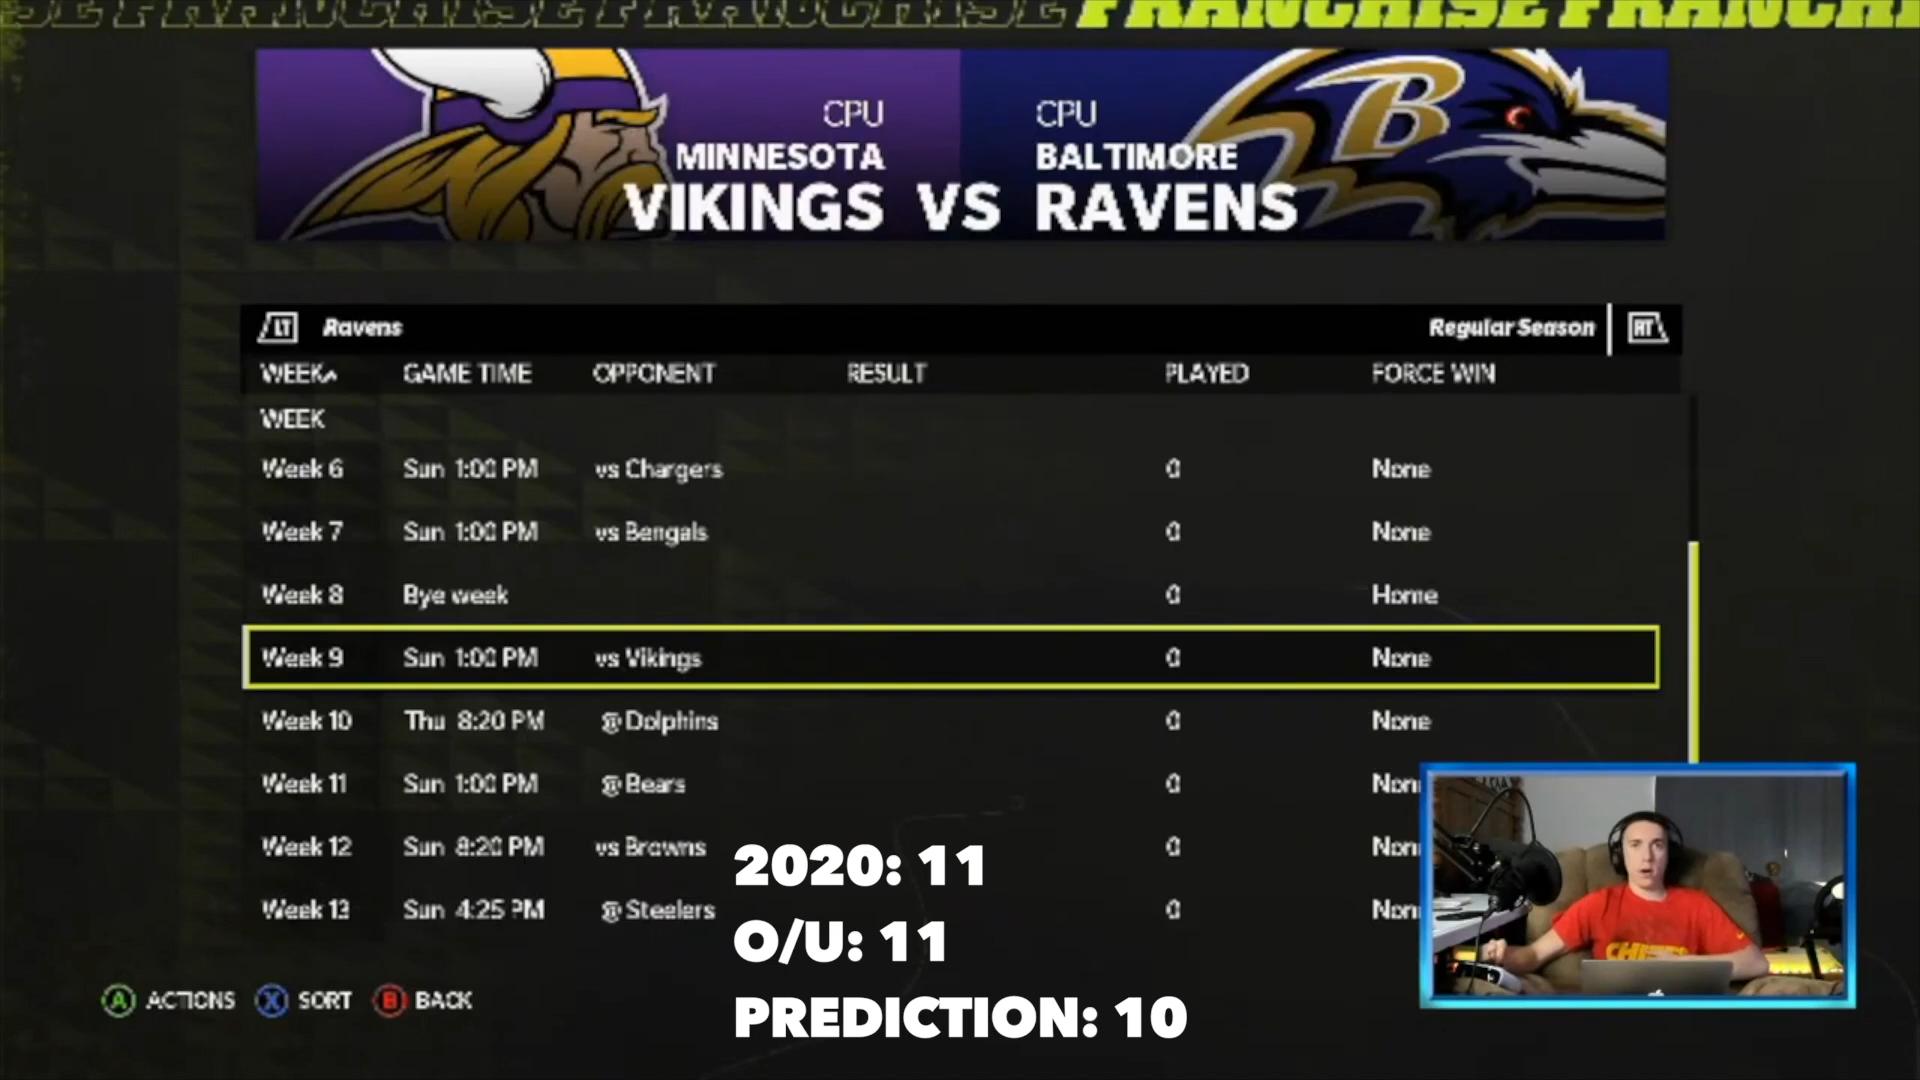 FRANCHISE FRANCHISE FRANCHISE
CPU
MINNESOTA
VIKINGS VS
CPU
BALTIMORE
RAVENS
B
LT Ravens Regular Season RT
WEEK GAME TIME OPPONENT RESULT PLAYED FORCE WIN
WEEK
Week 6 Sun 1:00 PM vs Chargers 0 None
Week 7 Sun 1:00 PM vs Bengals 0 None
Week 8 Bye week 0 Home
Week 9 Sun 1:00 PM vs Vikings 0 None
Week 10 Thu 8:20 PM @ Dolphins 0 None
Week 11 Sun 1:00 PM @ Bears 0
Week 12 Sun 8:20 PM vs Browns 0
Week 13 Sun 4:25 PM @ Steelers 0
2020: 11
O/U: 11
PREDICTION: 10
A ACTIONS X SORT B BACK